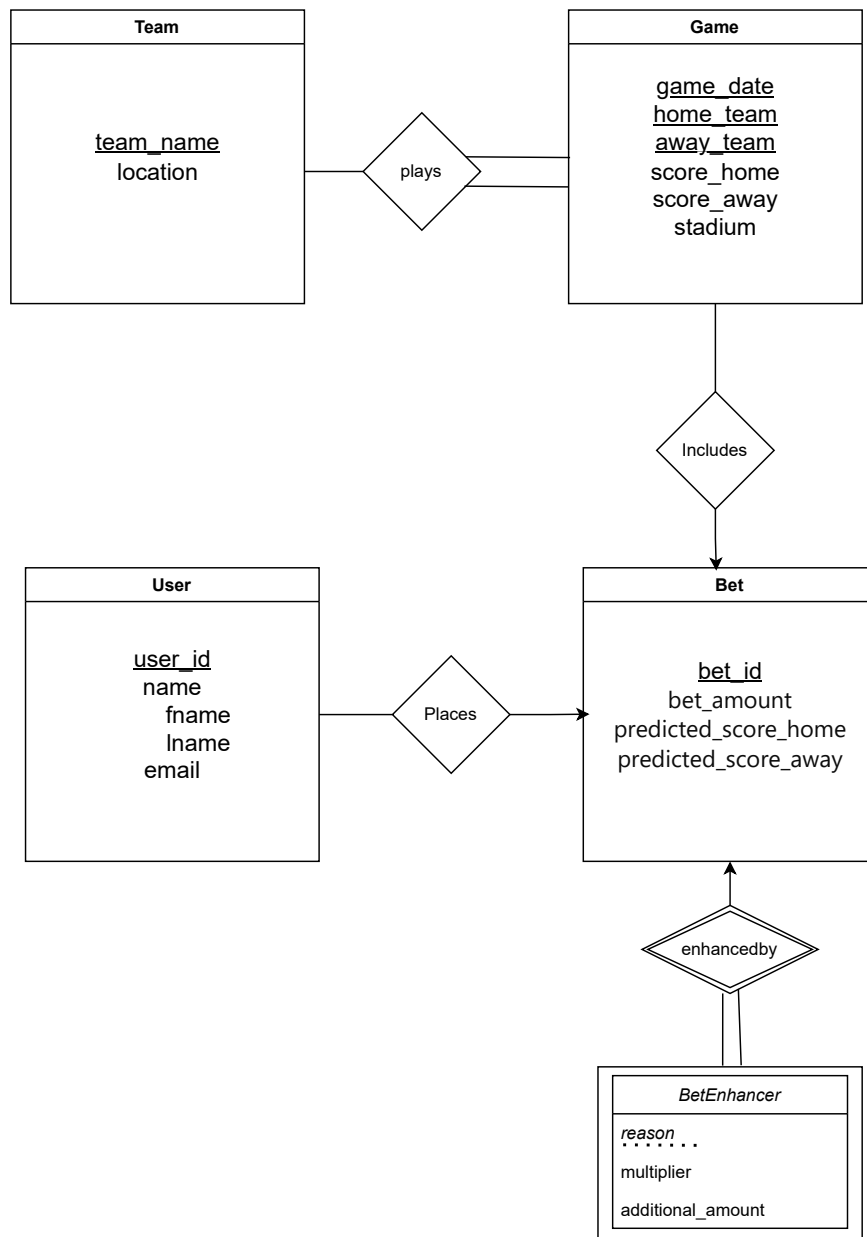 Team
team_name
location
plays
Game
game_date
home_team
away_team
score_home
score_away
stadium
Includes
User
user_id
name
fname
lname
email
Places
Bet
bet_id
bet_amount
predicted_score_home
predicted_score_away
enhancedby
BetEnhancer
reason
multiplier
additional_amount